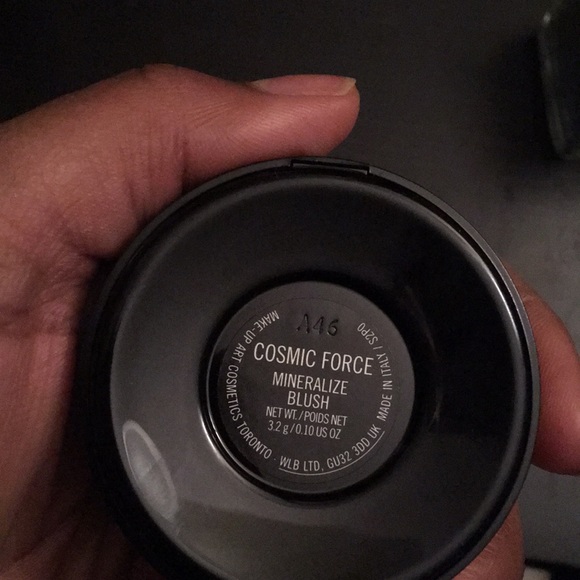 A46
COSMIC FORCE
MINERALIZE
BLUSH
NET WT./POIDS NET
3.2 g/0.10 US OZ
MAKE-UP ART COSMETICS TORONTO WLB LTD, GU32 3DD UK MADE IN ITALY / S2P0